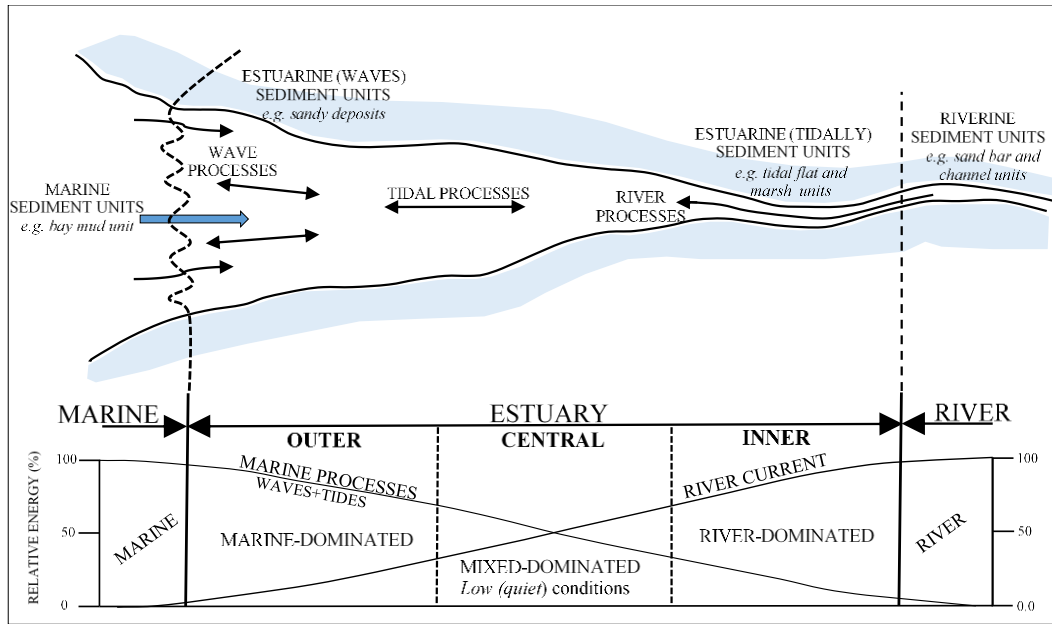 ESTUARINE (WAVES)
SEDIMENT UNITS
e.g. sandy deposits
WAVE
PROCESSES
MARINE
SEDIMENT UNITS
e.g. bay mud unit
TIDAL PROCESSES
ESTUARINE (TIDALLY)
SEDIMENT UNITS
e.g. tidal flat and
marsh units
RIVER
PROCESSES
RIVERINE
SEDIMENT UNITS
e.g. sand bar and
channel units
MARINE
ESTUARY
RIVER
OUTER
CENTRAL
INNER
RELATIVE ENERGY (%)
100
50
0
MARINE
MARINE PROCESSES
WAVES+TIDES
MARINE-DOMINATED
MIXED-DOMINATED
Low (quiet) conditions
RIVER CURRENT
RIVER-DOMINATED
RIVER
100
50
0.0